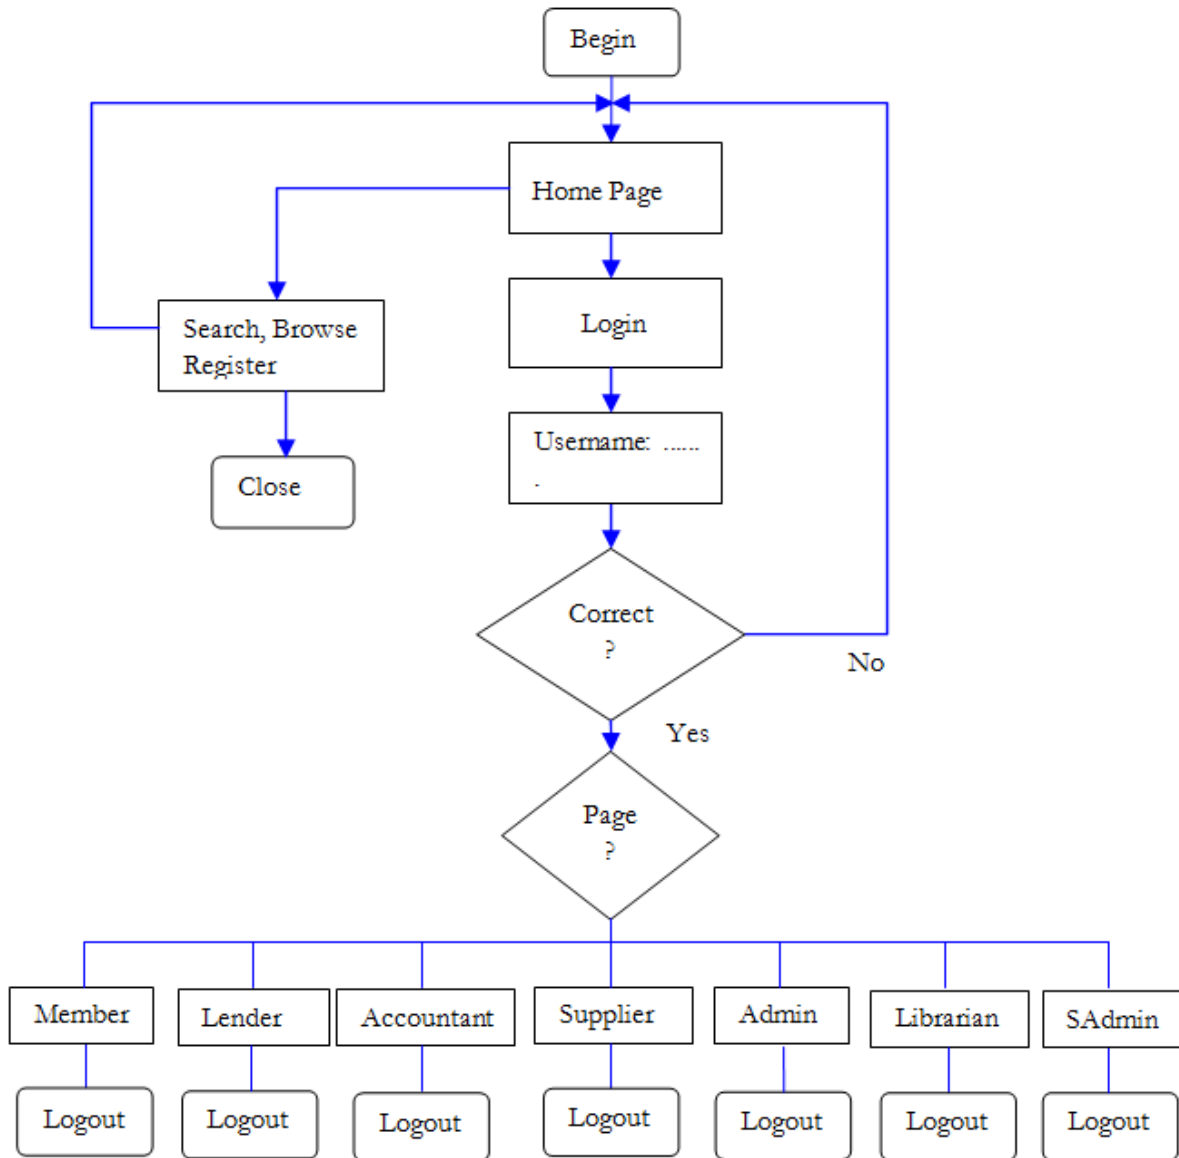 Begin
Home Page
Login
Search, Browse
Register
Username: ......
.
Close
Correct
?
No
Yes
Page
?
Member
Lender
Accountant
Supplier
Admin
Librarian
SAdmin
Logout
Logout
Logout
Logout
Logout
Logout
Logout